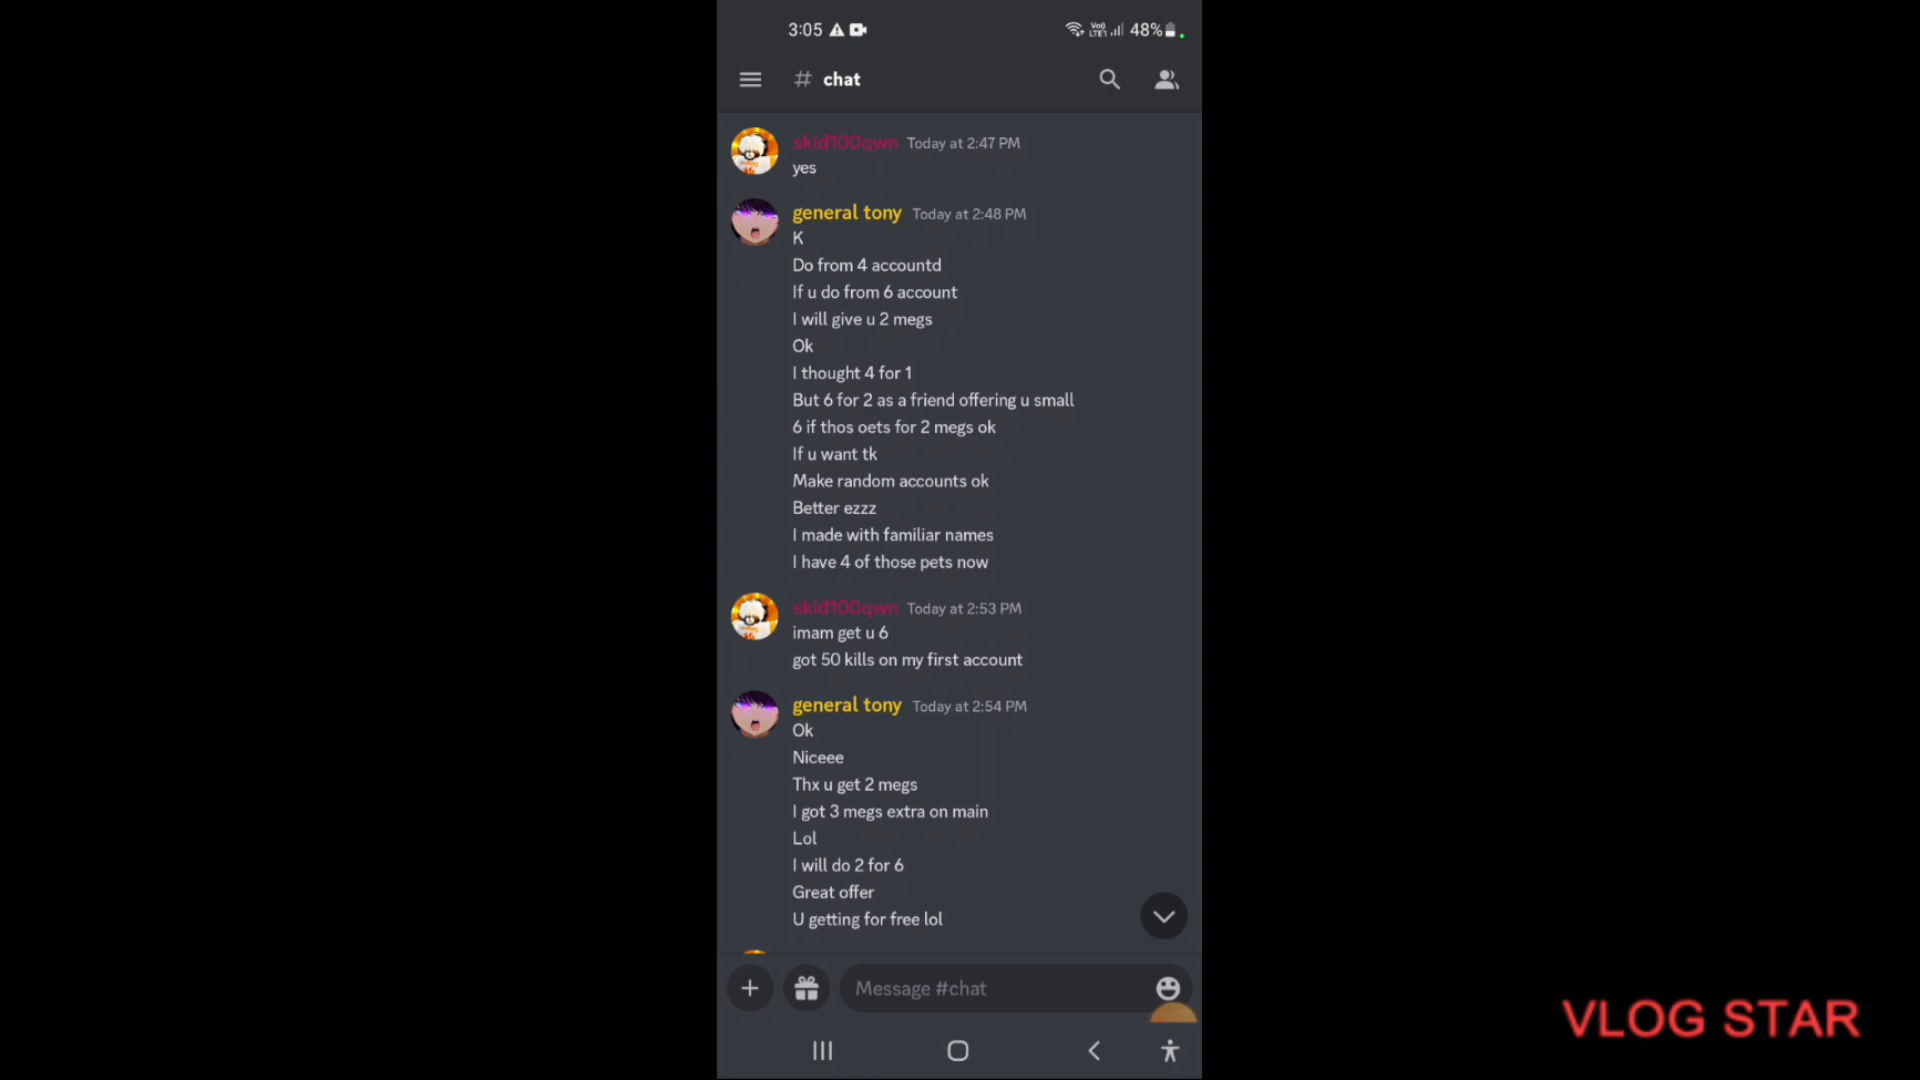 3:05 Vo) LTE1 48%
# chat
skid100qwn Today at 2:47 PM
yes
general tony Today at 2:48 PM
K
Do from 4 accountd
If u do from 6 account
I will give u 2 megs
Ok
I thought 4 for 1
But 6 for 2 as a friend offering u small
6 if thos oets for 2 megs ok
If u want tk
Make random accounts ok
Better ezzz
I made with familiar names
I have 4 of those pets now
skid100qwn Today at 2:53 PM
imam get u 6
got 50 kills on my first account
general tony Today at 2:54 PM
Ok
Niceee
Thx u get 2 megs
I got 3 megs extra on main
Lol
I will do 2 for 6
Great offer
U getting for free lol
Message #chat
VLOG STAR